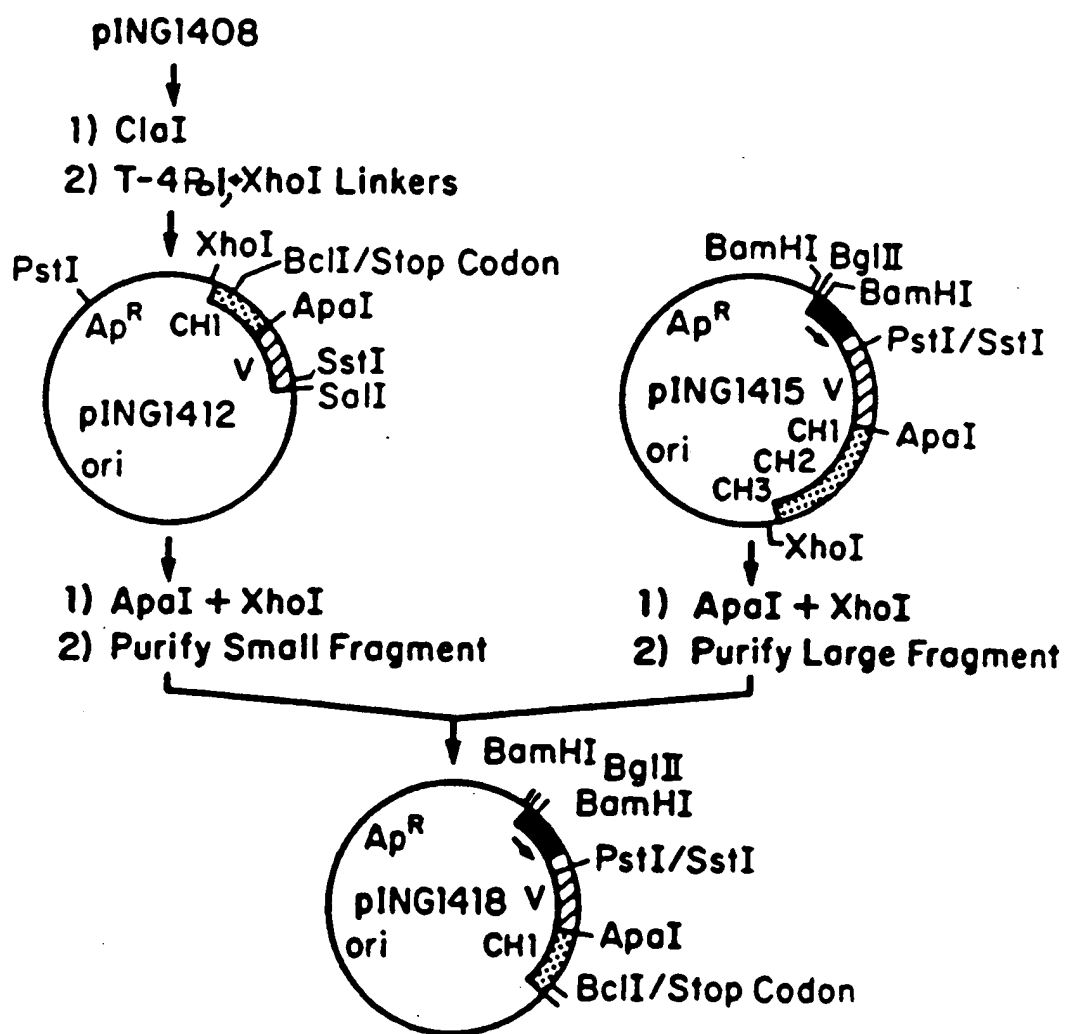 pING1408
1) ClaI
2) T-4 Pol, XhoI Linkers
PstI
XhoI
BclI/Stop Codon
ApR
CH1
ApaI
V
SstI
SalI
pING1412
ori
1) ApaI + XhoI
2) Purify Small Fragment
BamHI
BglII
BamHI
ApR
PstI/SstI
pING1415
V
CH1
ApaI
ori
CH2
CH3
XhoI
1) ApaI + XhoI
2) Purify Large Fragment
BamHI
BglII
BamHI
ApR
PstI/SstI
pING1418
V
ori
CH1
ApaI
BclI/Stop Codon